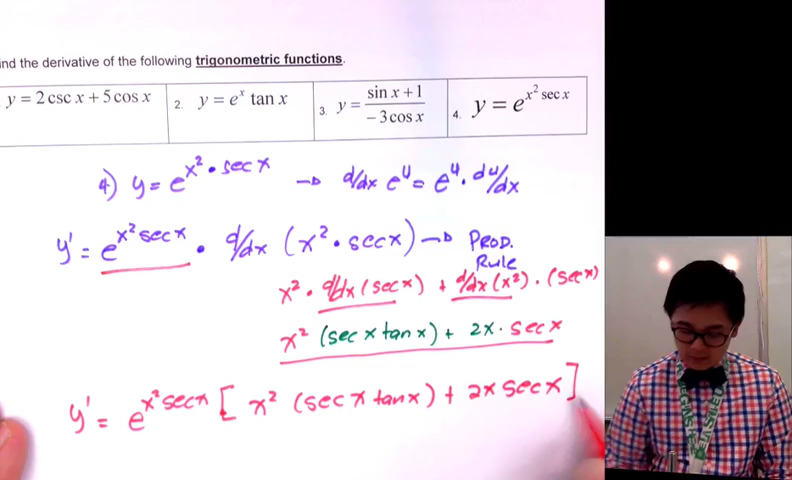 ind the derivative of the following trigonometric functions.
y = 2 csc x + 5 cos x
2. y = e^x tan x
3. y = (sin x + 1)/(-3 cos x)
4. y = e^(x² sec x)
4) y = e^(x² · sec x) → d/dx e^u = e^u · du/dx
y' = e^(x² sec x) · d/dx (x² · sec x) → PROD.
RULE
x² · d/dx (sec x) + d/dx (x²) · (sec x)
x² (sec x tan x) + 2x · sec x
y' = e^(x² sec x) [ x² (sec x tan x) + 2x sec x ]